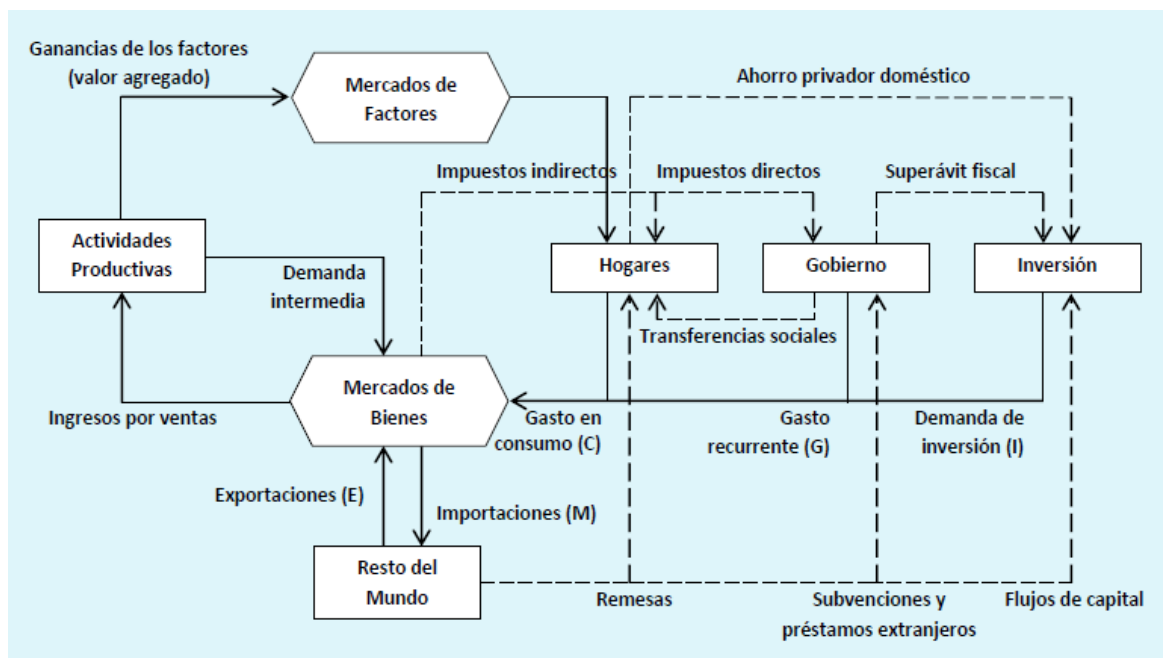 Ganancias de los factores
(valor agregado)
Mercados de
Factores
Ahorro privador doméstico
Impuestos indirectos
Impuestos directos
Superávit fiscal
Actividades
Productivas
Demanda
intermedia
Hogares
Gobierno
Inversión
Transferencias sociales
Mercados de
Bienes
Ingresos por ventas
Gasto en
consumo (C)
Gasto
recurrente (G)
Demanda de
inversión (I)
Exportaciones (E)
Importaciones (M)
Resto del
Mundo
Remesas
Subvenciones y
préstamos extranjeros
Flujos de capital